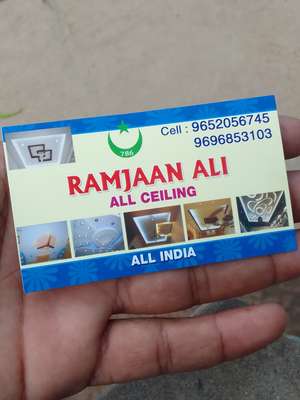 786
Cell : 9652056745
9696853103
RAMJAAN ALI
ALL CEILING
ALL INDIA